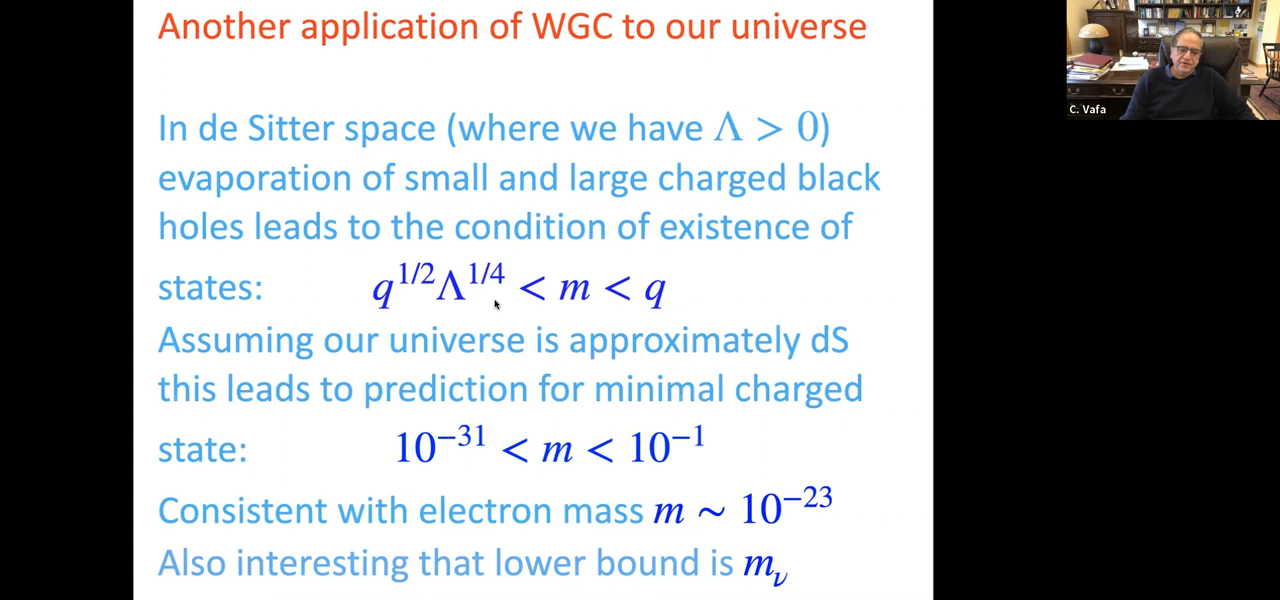 Another application of WGC to our universe
C. Vafa
In de Sitter space (where we have Λ > 0)
evaporation of small and large charged black
holes leads to the condition of existence of
states: q^{1/2}Λ^{1/4} < m < q
Assuming our universe is approximately dS
this leads to prediction for minimal charged
state: 10^{−31} < m < 10^{−1}
Consistent with electron mass m ∼ 10^{−23}
Also interesting that lower bound is m_ν